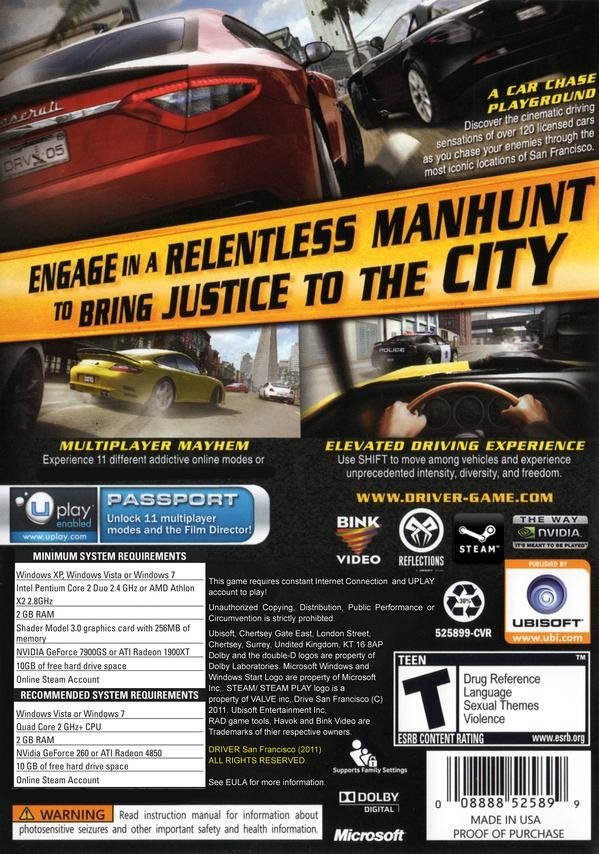 maserati
DRV 05
A CAR CHASE
PLAYGROUND
Discover the cinematic driving
sensations of over 120 licensed cars
as you chase your enemies through the
most iconic locations of San Francisco.
ENGAGE IN A RELENTLESS MANHUNT
TO BRING JUSTICE TO THE CITY
POLICE
MULTIPLAYER MAYHEM
Experience 11 different addictive online modes or
ELEVATED DRIVING EXPERIENCE
Use SHIFT to move among vehicles and experience
unprecedented intensity, diversity, and freedom.
WWW.DRIVER-GAME.COM
Uplay
enabled
www.uplay.com
PASSPORT
Unlock 11 multiplayer
modes and the Film Director!
BINK
VIDEO
REFLECTIONS
STEAM™
THE WAY
NVIDIA.
IT'S MEANT TO BE PLAYED
525899-CVR
PUBLISHED BY
UBISOFT
www.ubi.com
MINIMUM SYSTEM REQUIREMENTS
Windows XP, Windows Vista or Windows 7
Intel Pentium Core 2 Duo 2.4 GHz or AMD Athlon
X2 2.8GHz
2 GB RAM
Shader Model 3.0 graphics card with 256MB of
memory
NVIDIA GeForce 7900GS or ATI Radeon 1900XT
10GB of free hard drive space
Online Steam Account
RECOMMENDED SYSTEM REQUIREMENTS
Windows Vista or Windows 7
Quad Core 2 GHz+ CPU
2 GB RAM
NVidia GeForce 260 or ATI Radeon 4850
10 GB of free hard drive space
Online Steam Account
This game requires constant Internet Connection and UPLAY
account to play!
Unauthorized Copying, Distribution, Public Performance or
Circumvention is strictly prohibited.
Ubisoft, Chertsey Gate East, London Street,
Chertsey, Surrey, Undited Kingdom, KT 16 8AP
Dolby and the double-D logos are property of
Dolby Laboratories. Microsoft Windows and
Windows Start Logo are property of Microsoft
Inc,. STEAM/ STEAM PLAY logo is a
property of VALVE inc, Drive San Francisco (C)
2011. Ubisoft Entertainment Inc,
RAD game tools, Havok and Bink Video are
Trademarks of thier respective owners.
DRIVER San Francisco (2011)
ALL RIGHTS RESERVED.
See EULA for more information.
Supports Family Settings
DOLBY
DIGITAL
Microsoft®
TEEN
™
T
Drug Reference
Language
Sexual Themes
Violence
ESRB CONTENT RATING
www.esrb.org
0 08888 52589 9
MADE IN USA
PROOF OF PURCHASE
WARNING Read instruction manual for information about
photosensitive seizures and other important safety and health information.